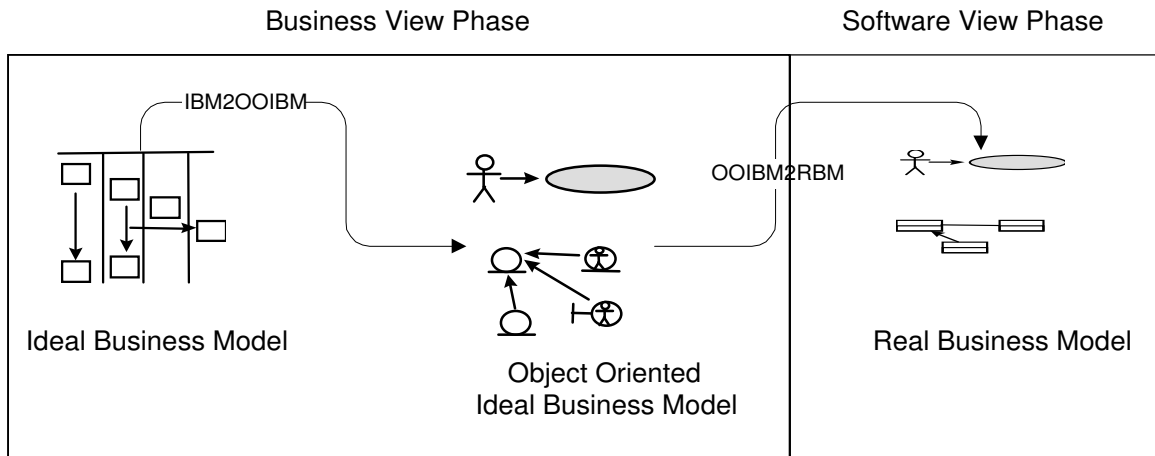 Business View Phase
Software View Phase
IBM2OOIBM
OOIBM2RBM
Ideal Business Model
Object Oriented
Ideal Business Model
Real Business Model